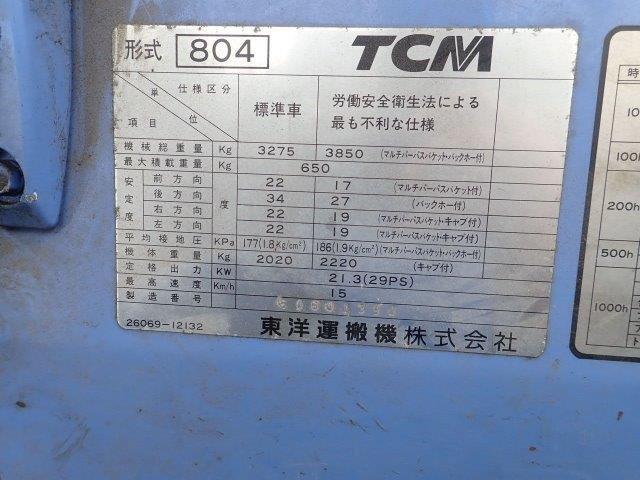 形式 804 TCM
仕様区分 標準車 労働安全衛生法による
単位
項目 最も不利な仕様
機械総重量 Kg 3275 3850 (マルチパーパスバケット・バックホー付)
最大積載重量 Kg 650
安定度 前方向 度 22 17 (マルチパーパスバケット付)
後方向 34 27 (バックホー付)
右方向 22 19 (マルチパーパスバケット・キャブ付)
左方向 22 19 (マルチパーパスバケット・キャブ付)
平均接地圧 KPa 177(1.8Kg/cm²) 186(1.9Kg/cm²) (マルチパーパスバケット・バックホー付)
機体重量 Kg 2020 2220 (キャブ付)
定格出力 KW 21.3(29PS)
最高速度 Km/h 15
製造番号
26069-12132 東洋運搬機株式会社
時
10
100h
200h
500h
1000h